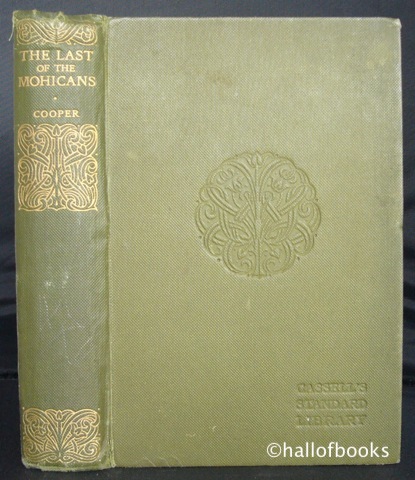 THE LAST
OF THE
MOHICANS
COOPER
CASSELL'S
STANDARD
LIBRARY
©hallofbooks